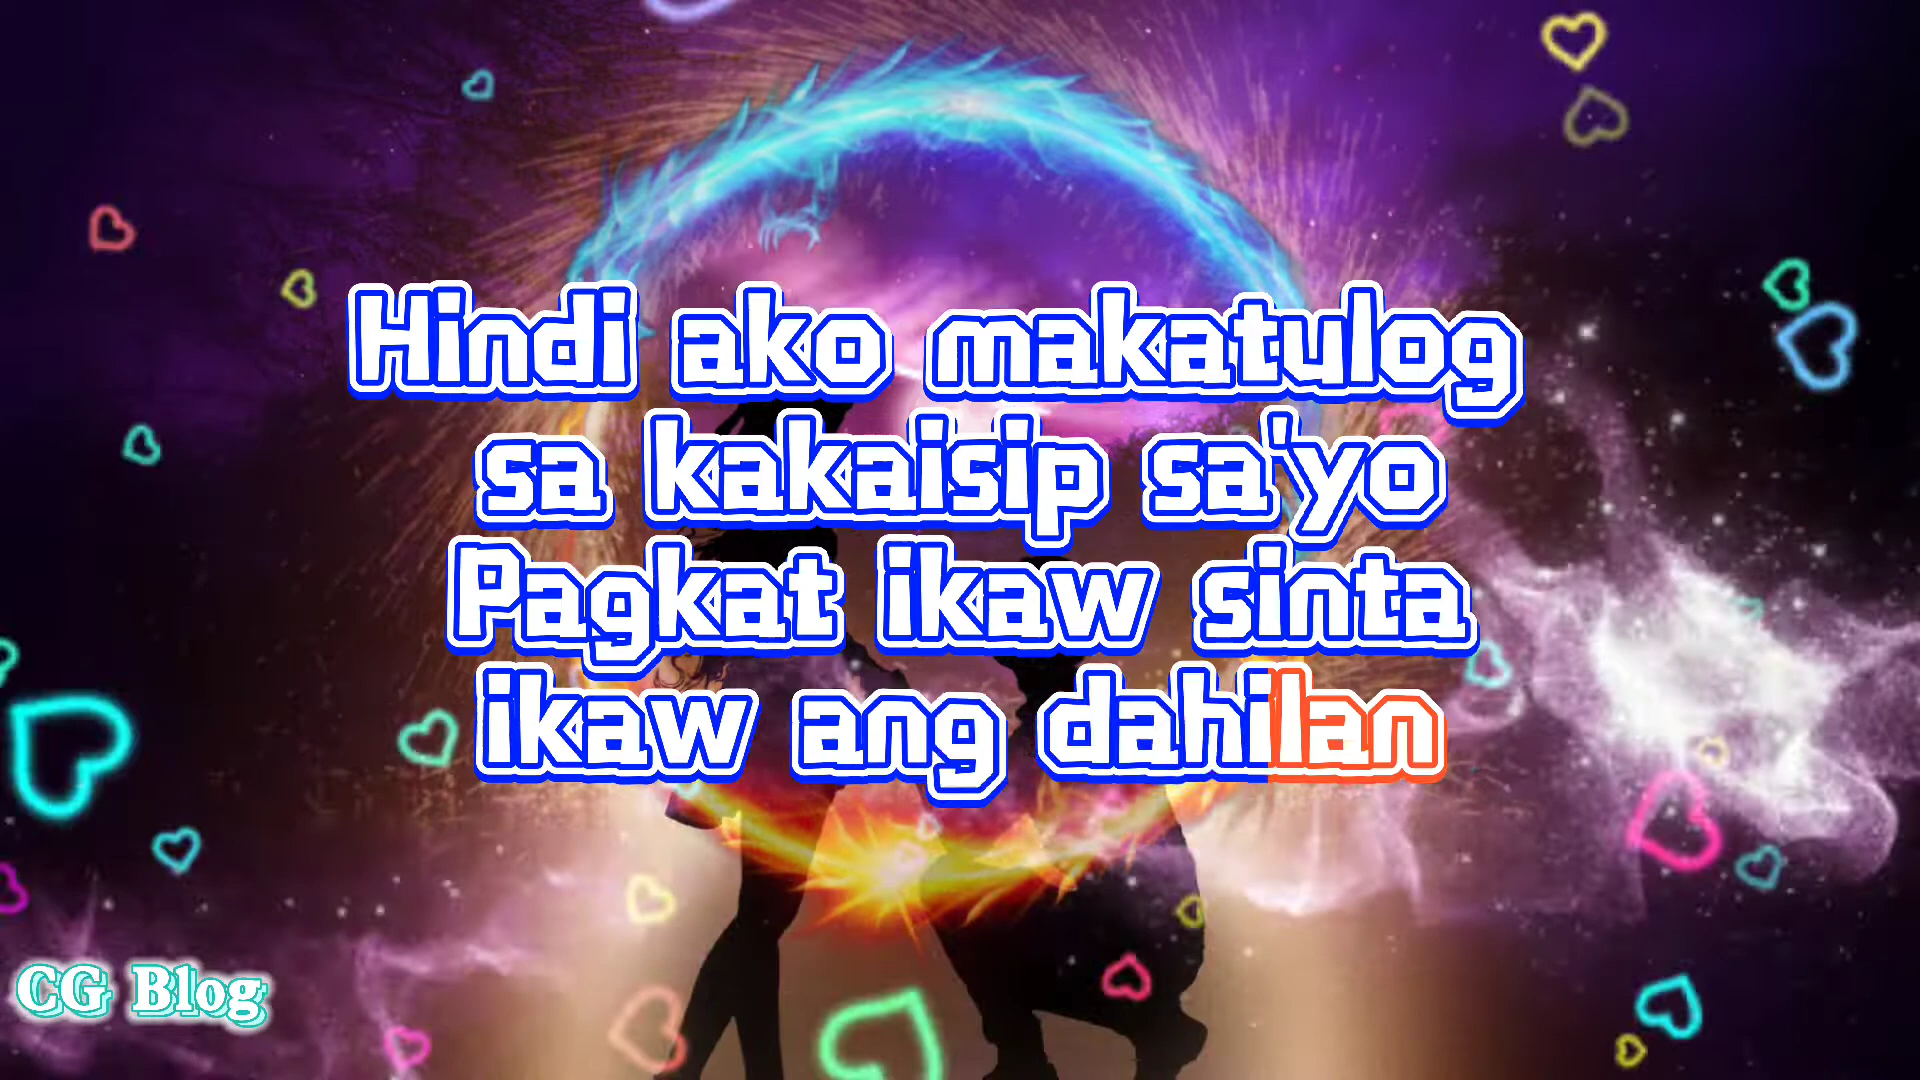 Hindi ako makatulog
sa kakaisip sa'yo
Pagkat ikaw sinta
ikaw ang dahilan
CG Blog